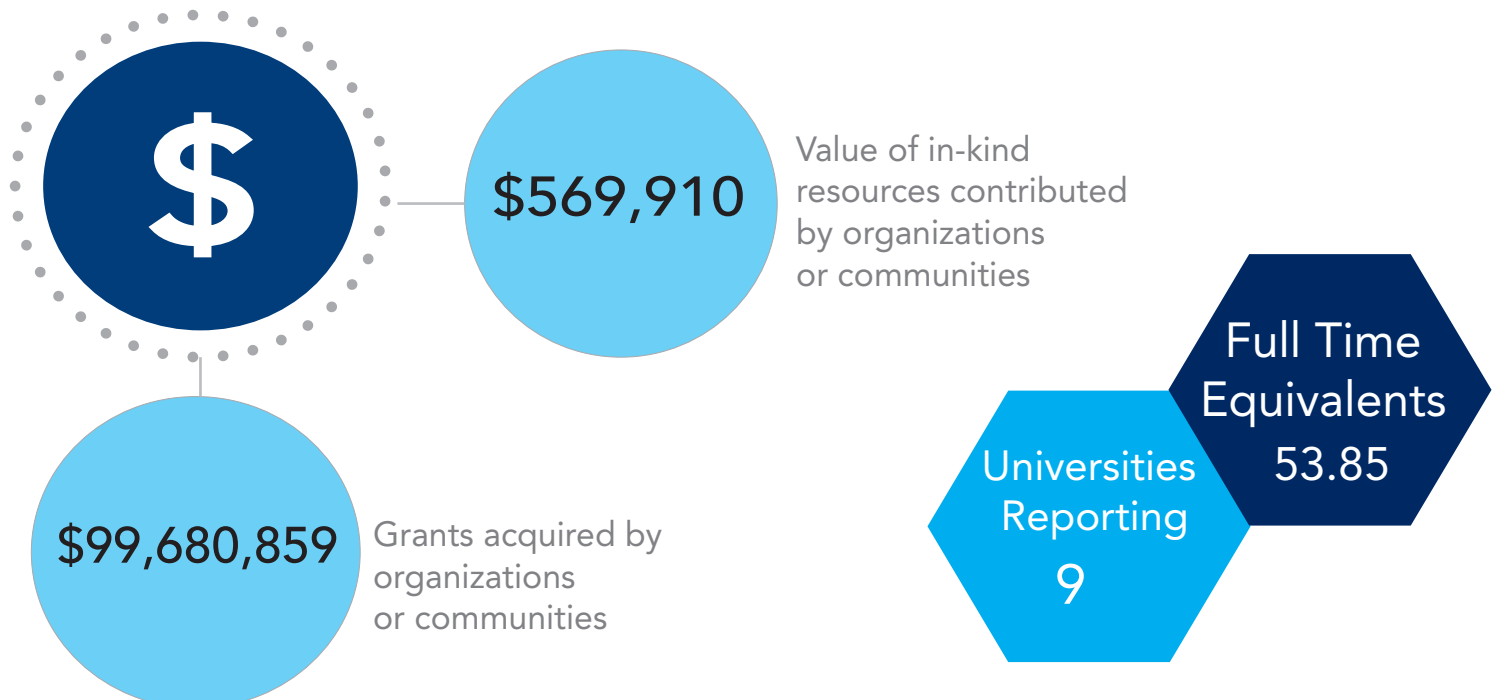 $
$569,910
Value of in-kind
resources contributed
by organizations
or communities
$99,680,859
Grants acquired by
organizations
or communities
Full Time
Equivalents
53.85
Universities
Reporting
9